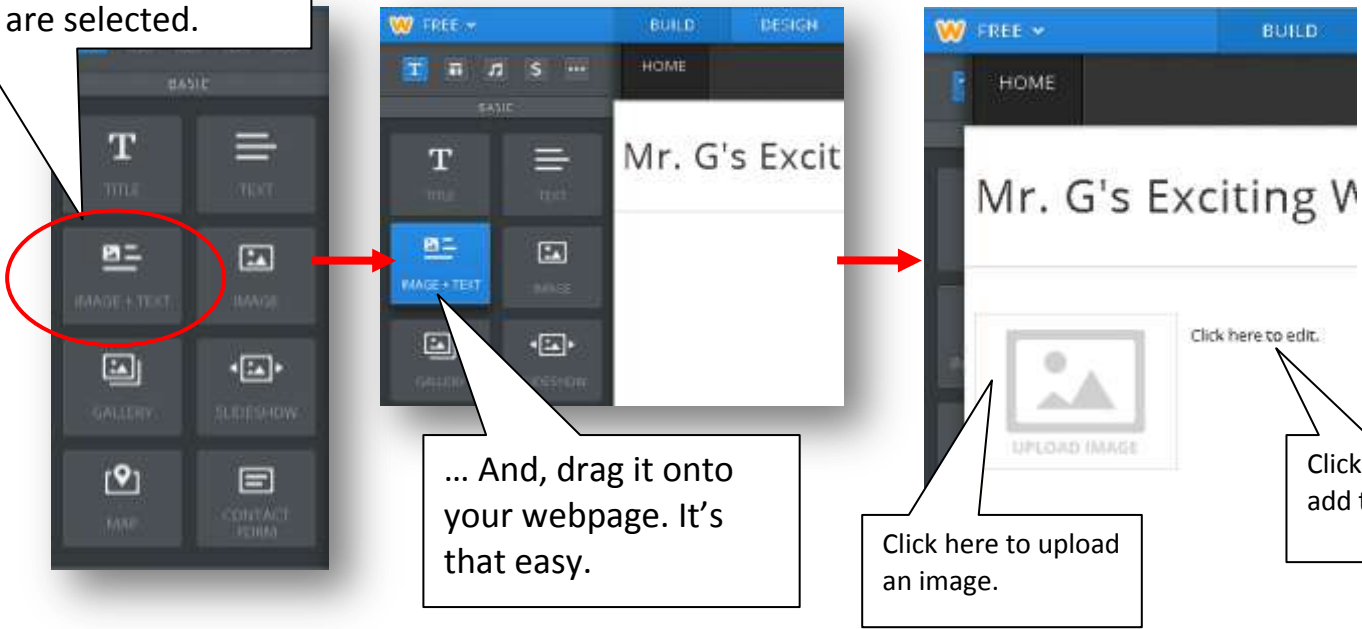 are selected.
BASIC
TITLE
TEXT
IMAGE + TEXT
IMAGE
GALLERY
SLIDESHOW
MAP
CONTACT
FORM
FREE
BUILD
DESIGN
HOME
BASIC
Mr. G's Excit
TITLE
TEXT
IMAGE + TEXT
IMAGE
GALLERY
… And, drag it onto
your webpage. It's
that easy.
FREE
BUILD
HOME
Mr. G's Exciting
Click here to edit.
UPLOAD IMAGE
Click here to upload
an image.
Click
add